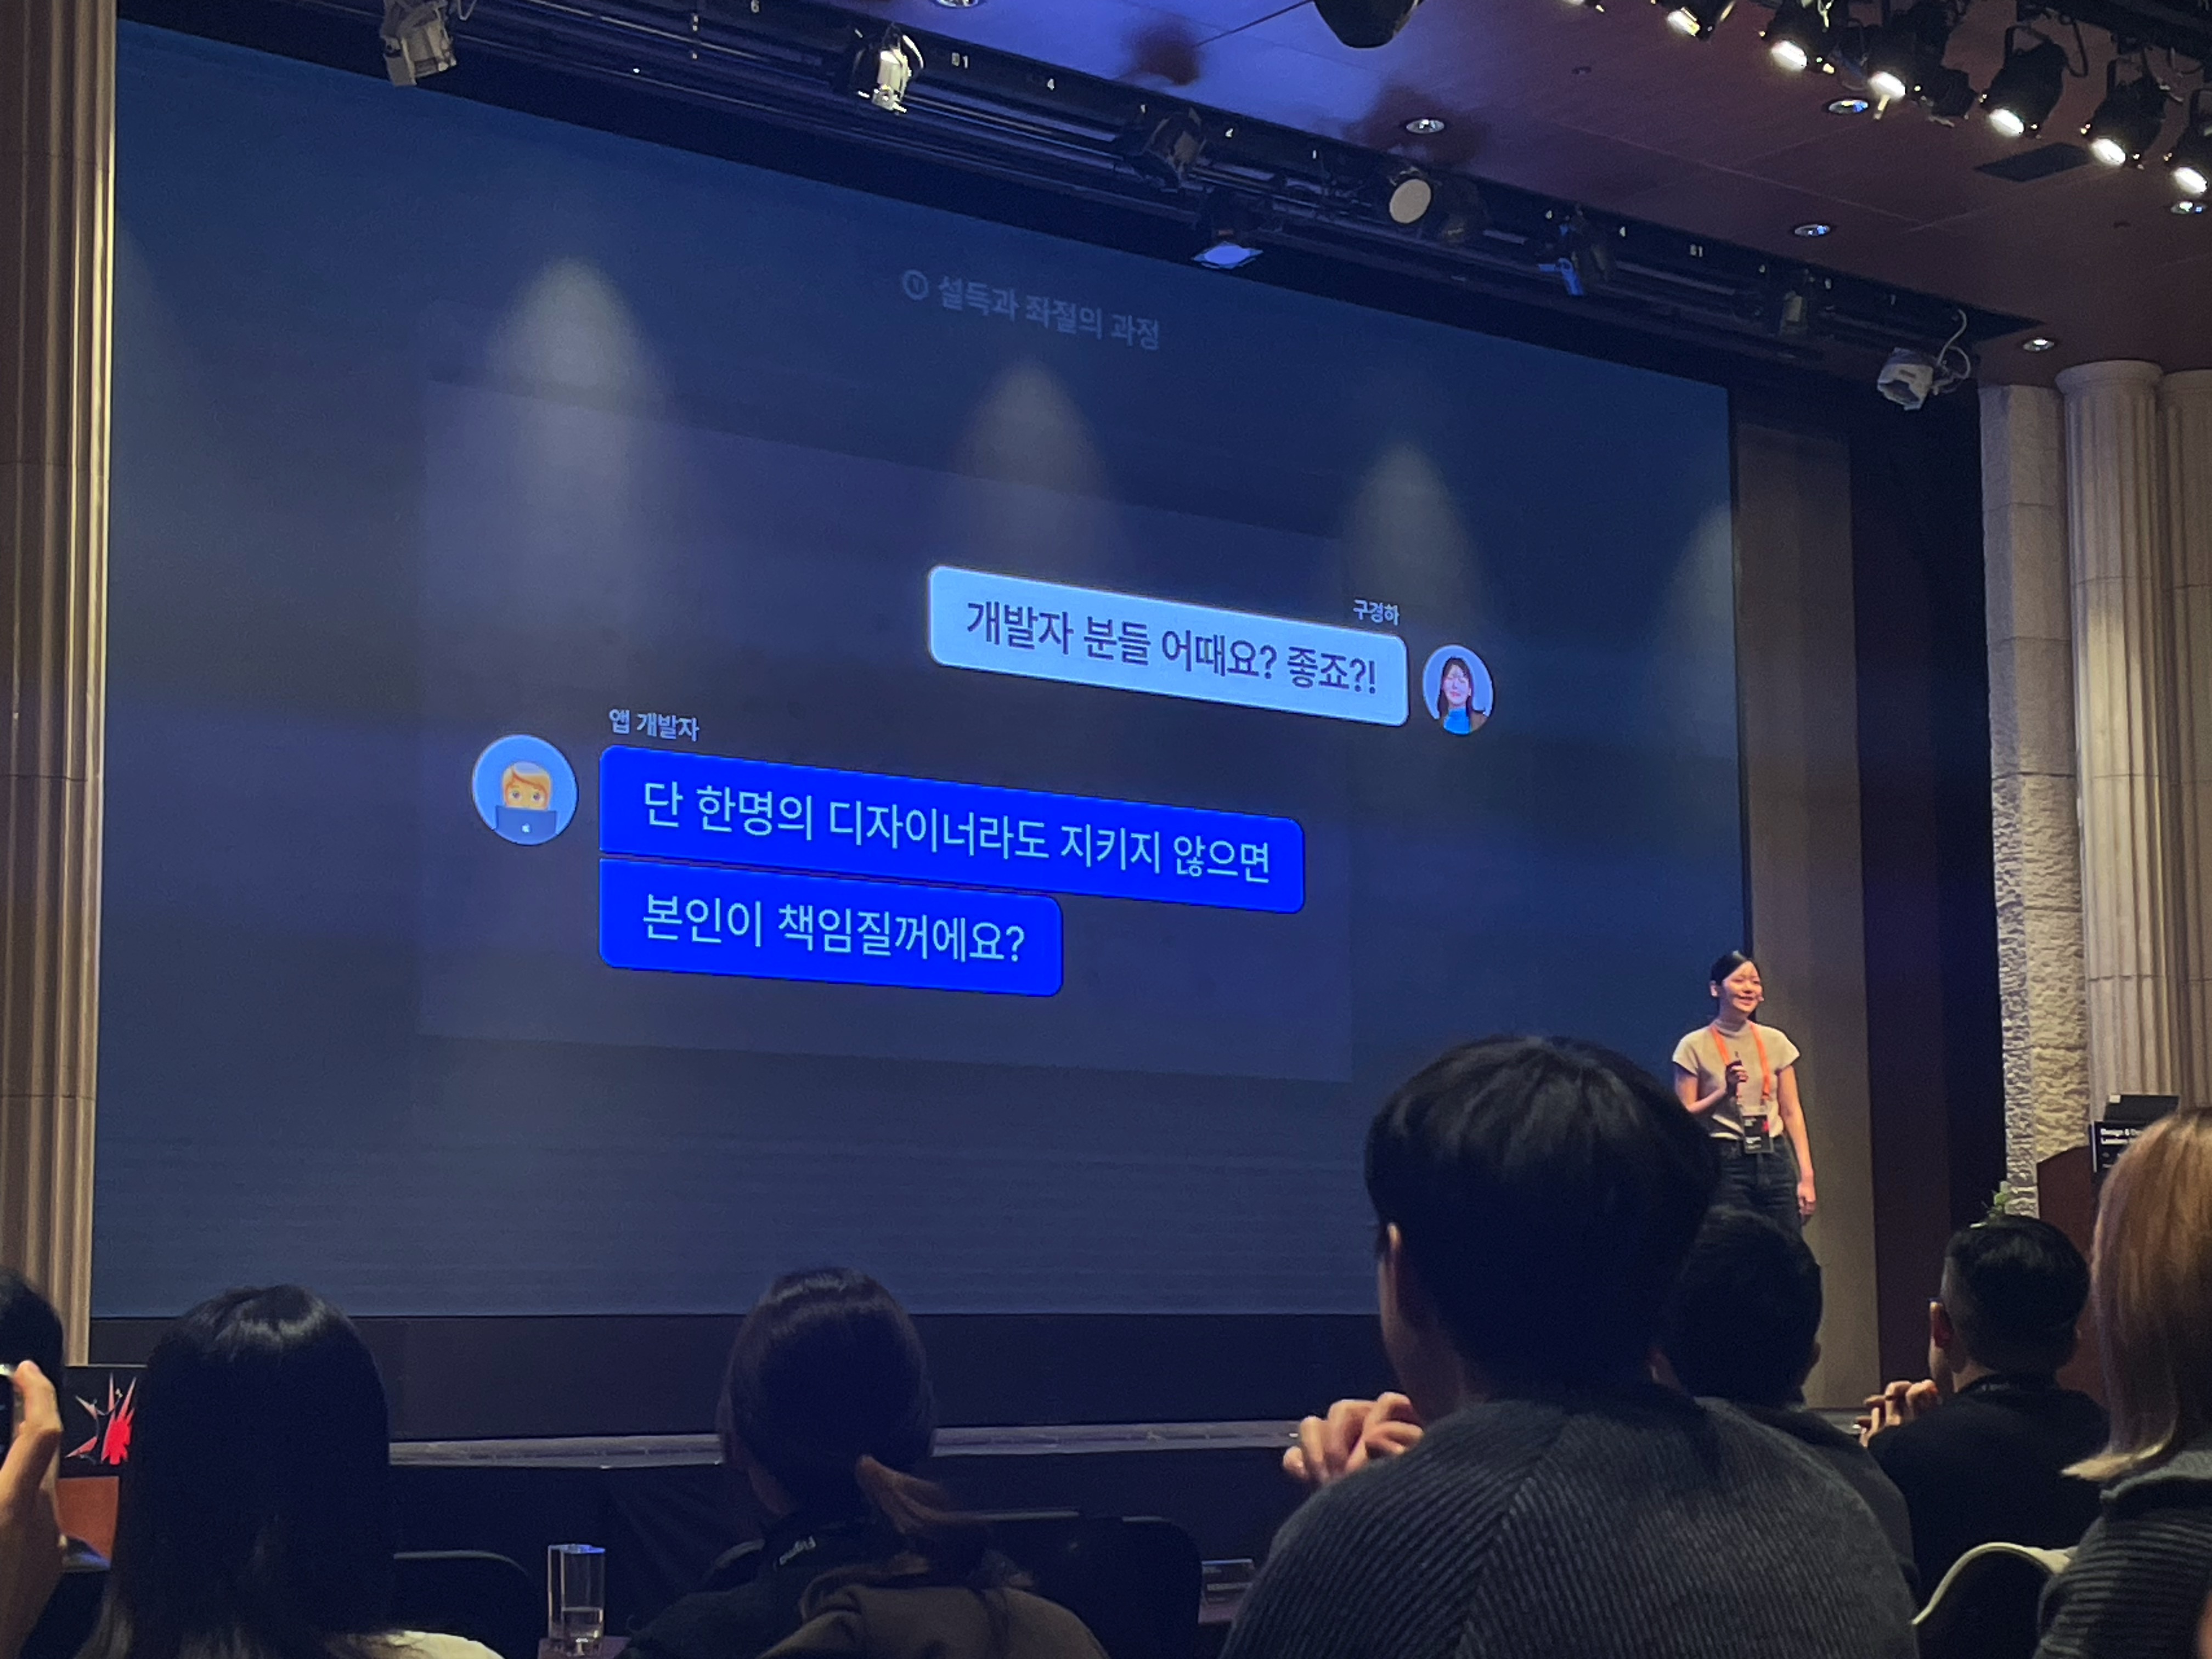 ① 설득과 좌절의 과정
구경하
개발자 분들 어때요? 좋죠?!
앱 개발자
단 한명의 디자이너라도 지키지 않으면
본인이 책임질꺼에요?
Figma